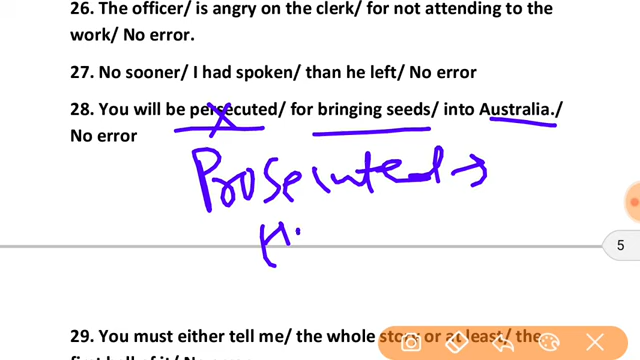 26. The officer/ is angry on the clerk/ for not attending to the
work/ No error.
27. No sooner/ I had spoken/ than he left/ No error
28. You will be persecuted/ for bringing seeds/ into Australia./
No error
Prosecuted →
5
29. You must either tell me/ the whole story or at least/ the